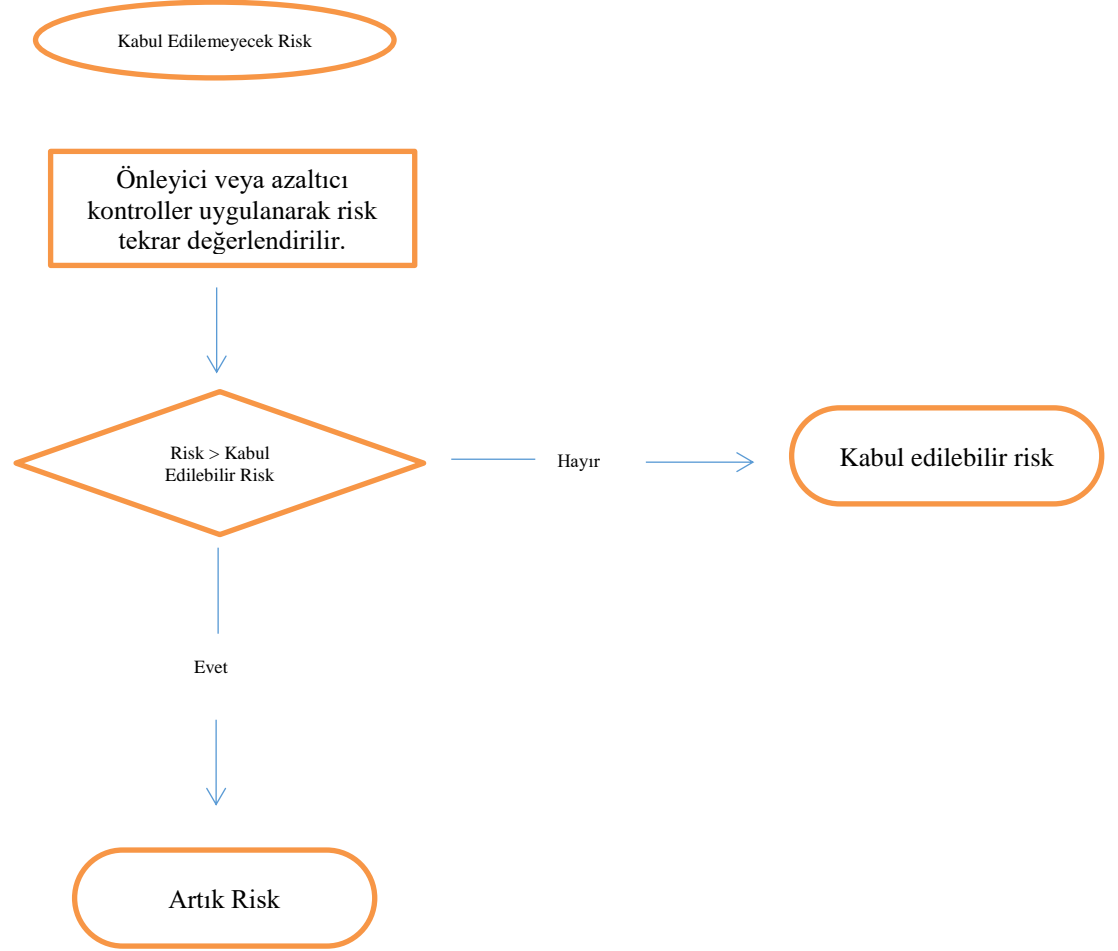 Kabul Edilemeyecek Risk
Önleyici veya azaltıcı
kontroller uygulanarak risk
tekrar değerlendirilir.
Risk > Kabul
Edilebilir Risk
Hayır
Kabul edilebilir risk
Evet
Artık Risk